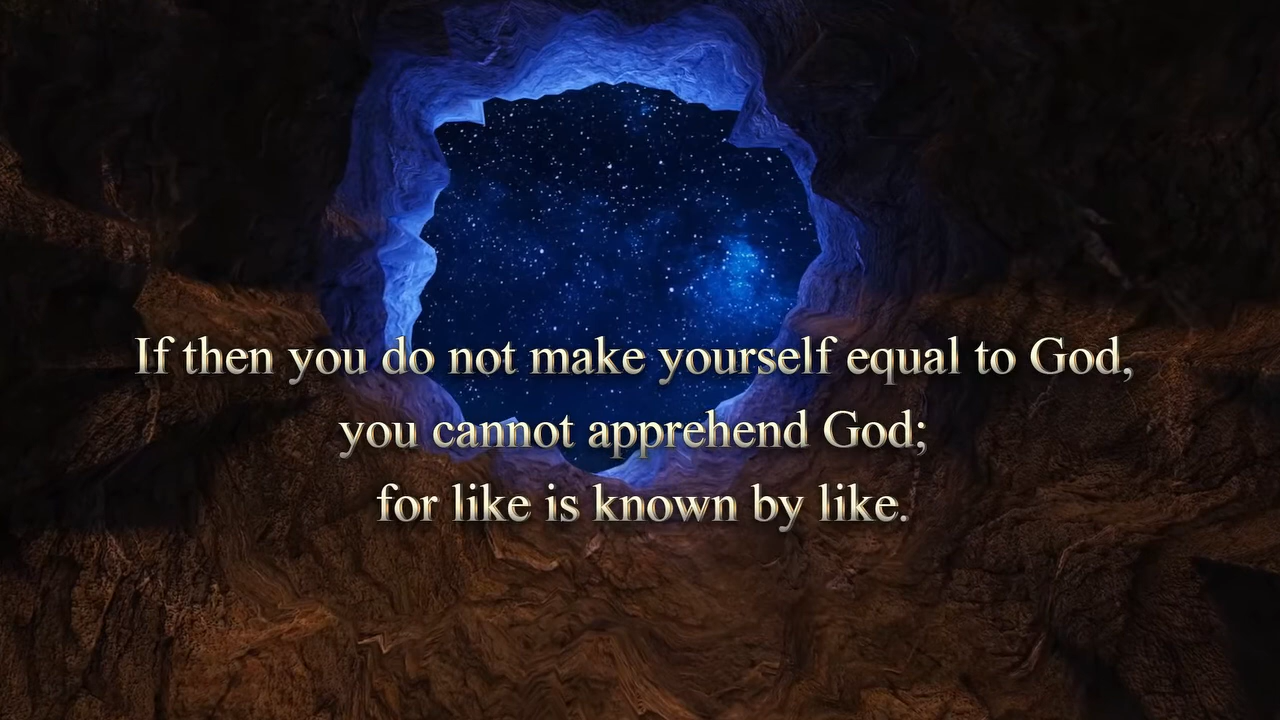 If then you do not make yourself equal to God,
you cannot apprehend God;
for like is known by like.